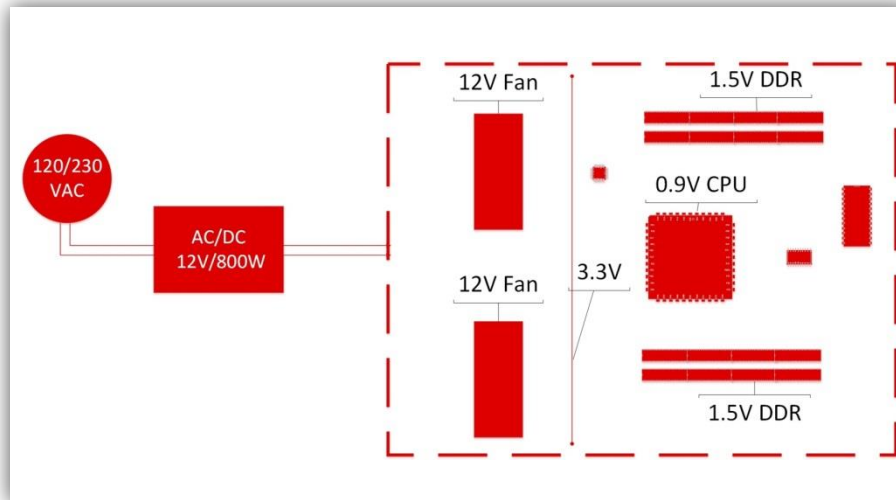 120/230
VAC
AC/DC
12V/800W
12V Fan
12V Fan
3.3V
1.5V DDR
0.9V CPU
1.5V DDR